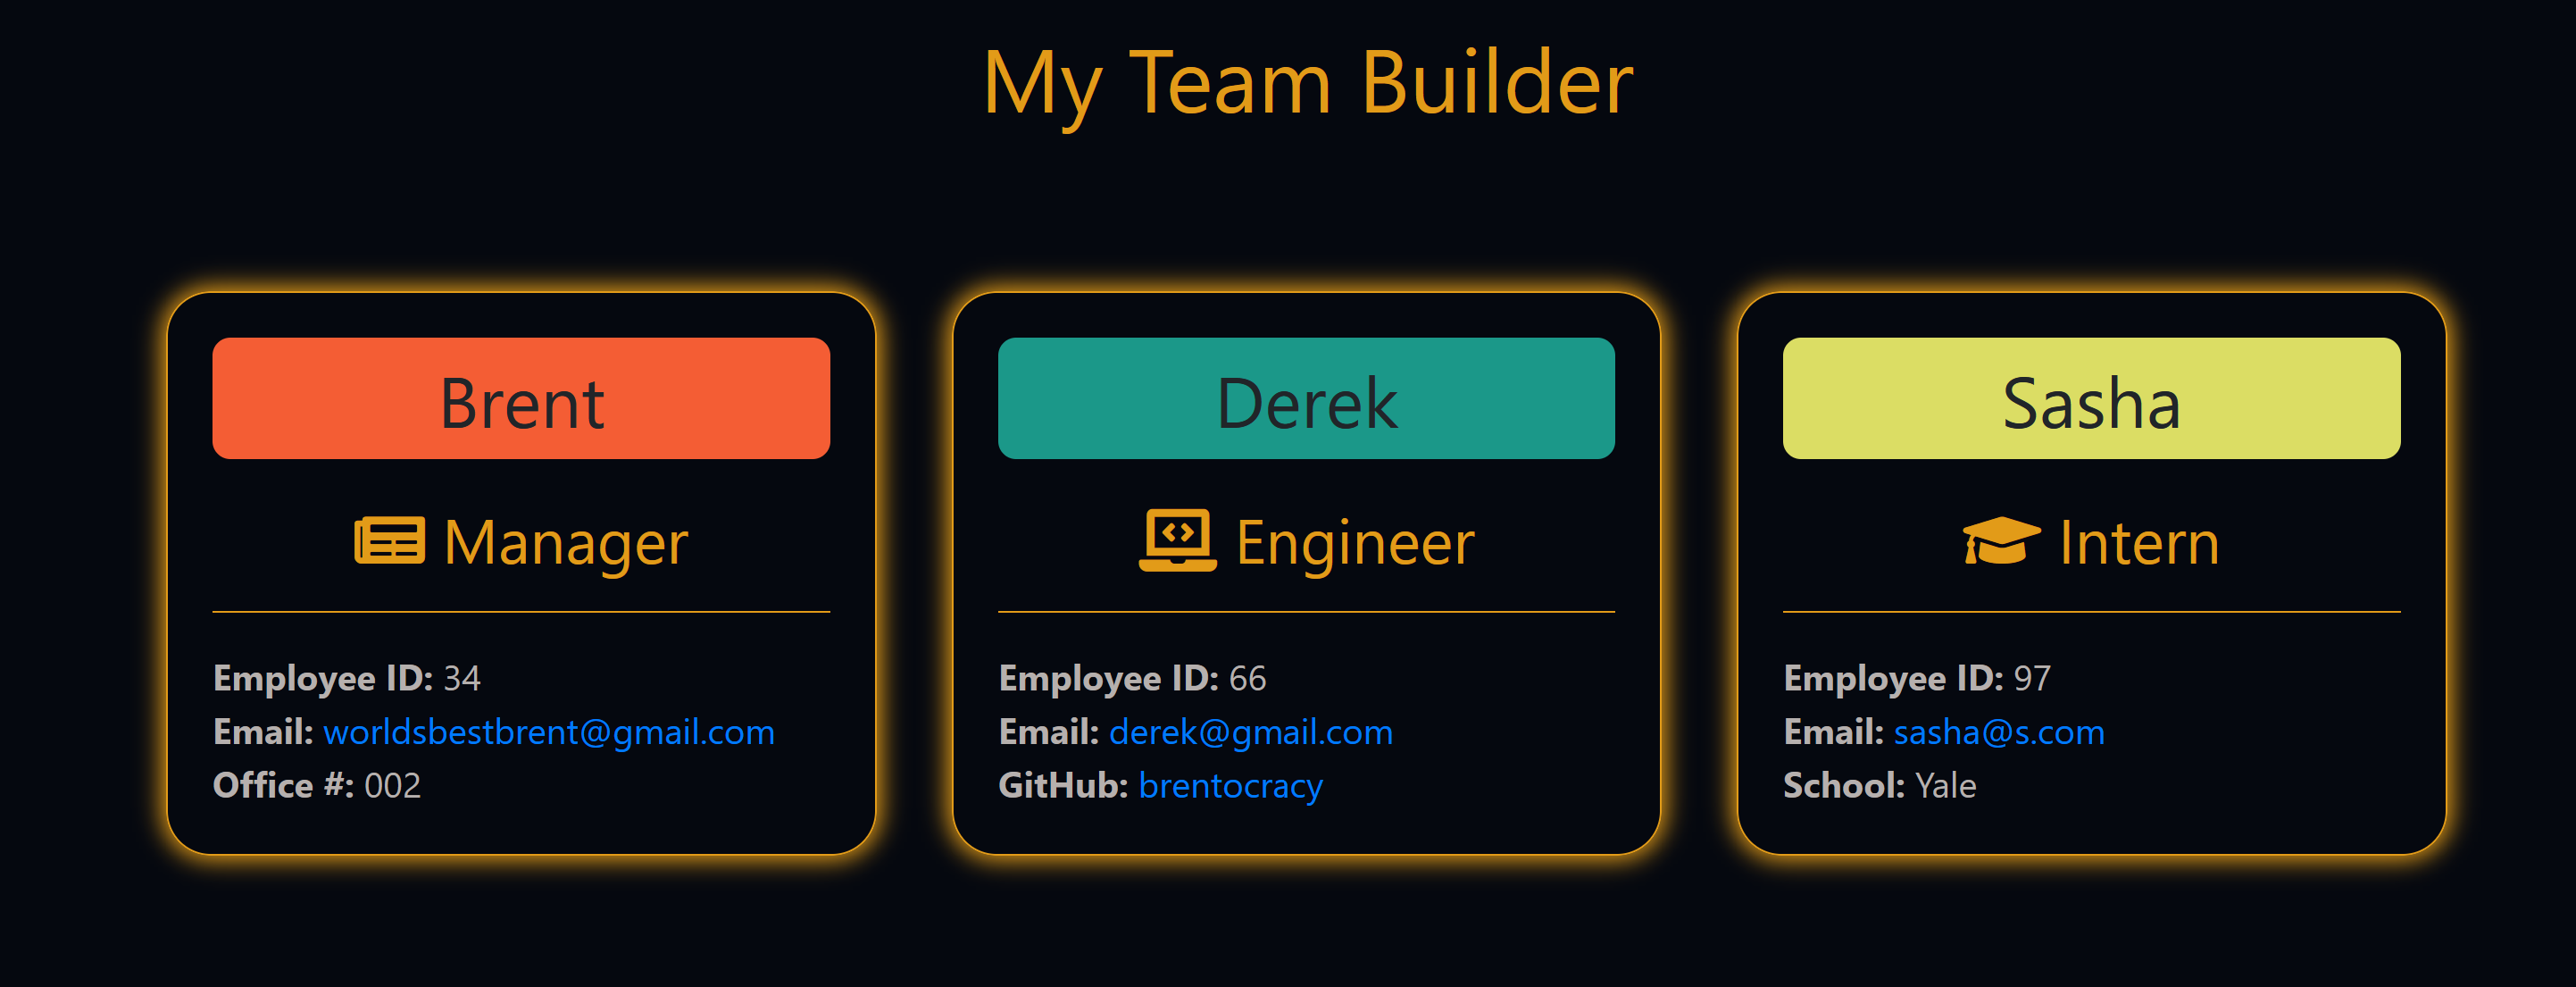 My Team Builder
Brent
Manager
Employee ID: 34
Email: worldsbestbrent@gmail.com
Office #: 002
Derek
Engineer
Employee ID: 66
Email: derek@gmail.com
GitHub: brentocracy
Sasha
Intern
Employee ID: 97
Email: sasha@s.com
School: Yale